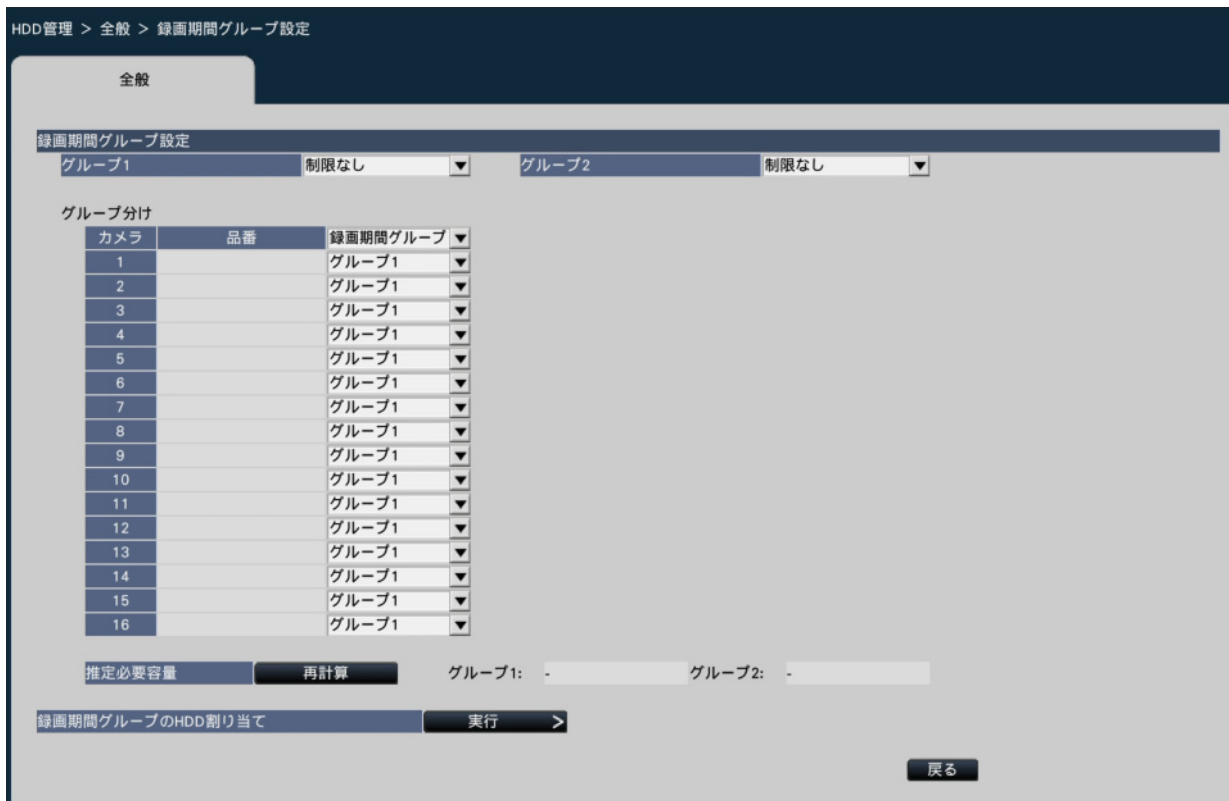 HDD管理 > 全般 > 録画期間グループ設定
全般
録画期間グループ設定
グループ1 制限なし ▼ グループ2 制限なし ▼
グループ分け
カメラ 品番 録画期間グループ ▼
1 グループ1 ▼
2 グループ1 ▼
3 グループ1 ▼
4 グループ1 ▼
5 グループ1 ▼
6 グループ1 ▼
7 グループ1 ▼
8 グループ1 ▼
9 グループ1 ▼
10 グループ1 ▼
11 グループ1 ▼
12 グループ1 ▼
13 グループ1 ▼
14 グループ1 ▼
15 グループ1 ▼
16 グループ1 ▼
推定必要容量 再計算 グループ1: - グループ2: -
録画期間グループのHDD割り当て 実行 >
戻る